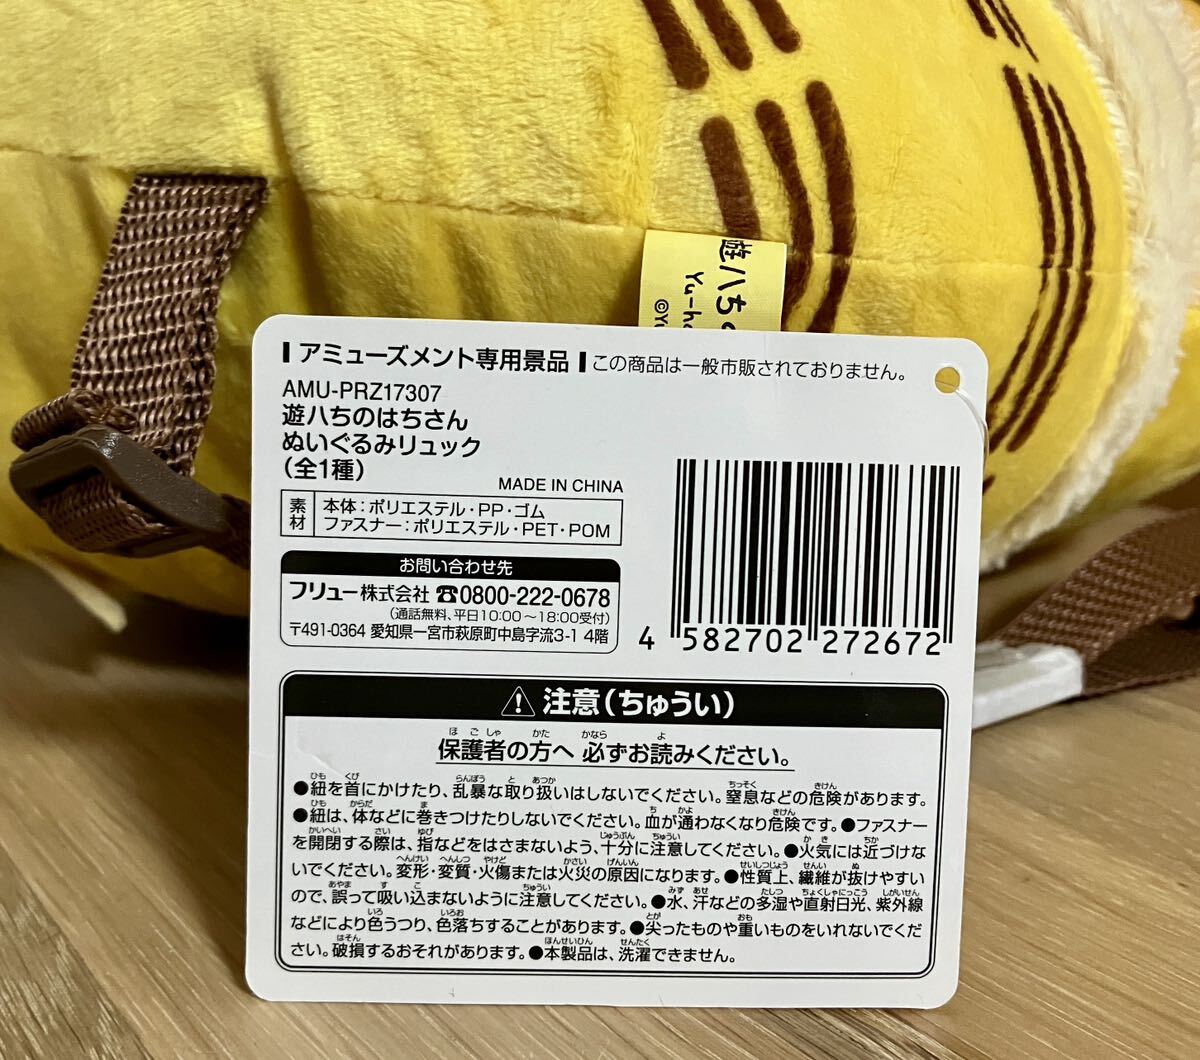 遊ハち
Yu-h
©Y
アミューズメント専用景品 この商品は一般市販されておりません。
AMU-PRZ17307
遊ハちのはちさん
ぬいぐるみリュック
(全1種)
MADE IN CHINA
素材 本体:ポリエステル・PP・ゴム
ファスナー:ポリエステル・PET・POM
お問い合わせ先
フリュー株式会社 ☎0800-222-0678
(通話無料、平日10:00〜18:00受付)
〒491-0364 愛知県一宮市萩原町中島字流3-1 4階
4 582702 272672
⚠ 注意(ちゅうい)
保護者の方へ 必ずお読みください。
●紐を首にかけたり、乱暴な取り扱いはしないでください。窒息などの危険があります。
●紐は、体などに巻きつけたりしないでください。血が通わなくなり危険です。●ファスナー
を開閉する際は、指などをはさまないよう、十分に注意してください。●火気には近づけな
いでください。変形・変質・火傷または火災の原因になります。●性質上、繊維が抜けやすい
ので、誤って吸い込まないように注意してください。●水、汗などの多湿や直射日光、紫外線
などにより色うつり、色落ちすることがあります。●尖ったものや重いものをいれないでくだ
さい。破損するおそれがあります。●本製品は、洗濯できません。